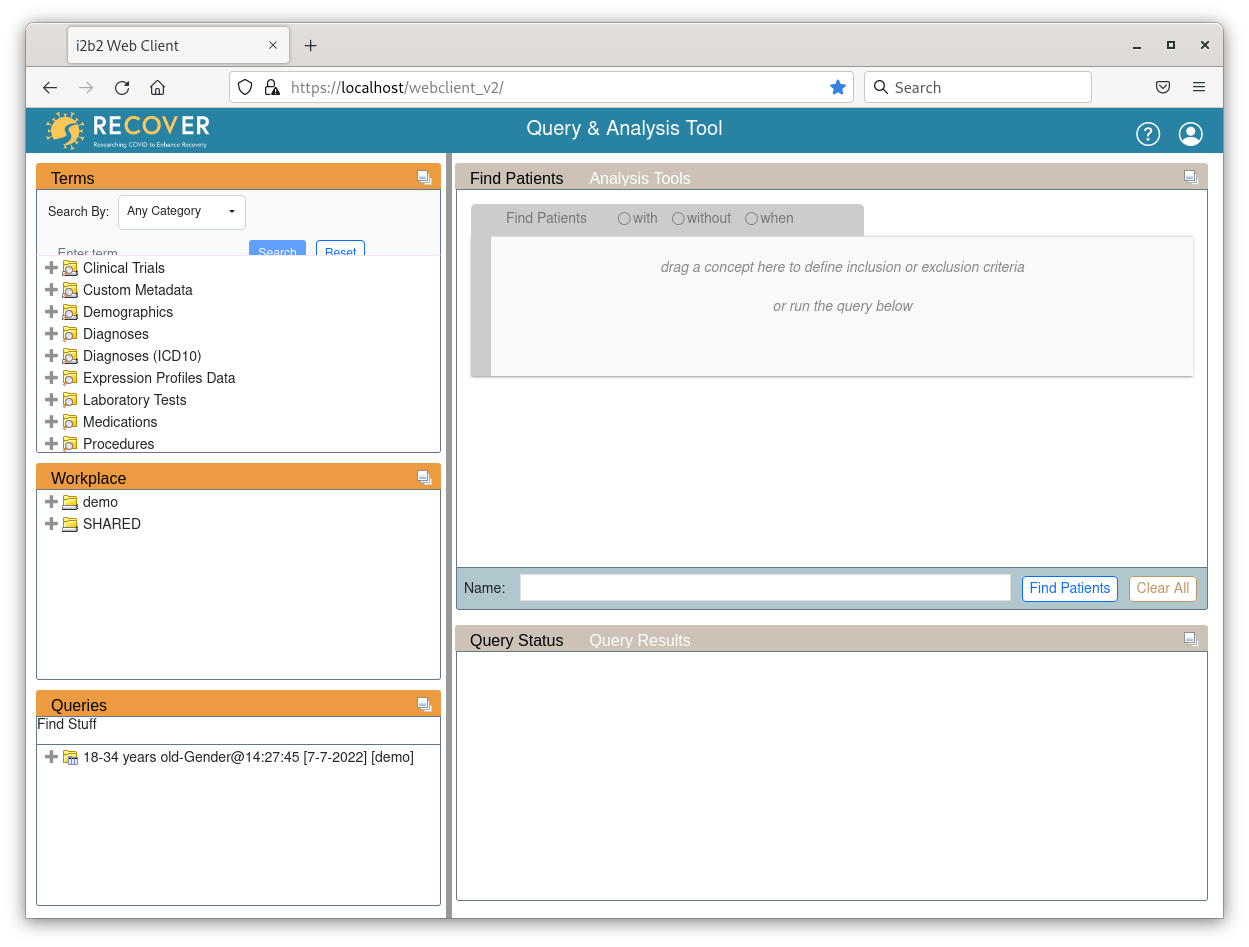 i2b2 Web Client
https://localhost/webclient_v2/
Search
RECOVER
Researching COVID to Enhance Recovery
Query & Analysis Tool
?
Terms
Search By:
Any Category
Enter term
Search
Reset
Clinical Trials
Custom Metadata
Demographics
Diagnoses
Diagnoses (ICD10)
Expression Profiles Data
Laboratory Tests
Medications
Procedures
Workplace
demo
SHARED
Queries
Find Stuff
18-34 years old-Gender@14:27:45 [7-7-2022] [demo]
Find Patients
Analysis Tools
Find Patients
with
without
when
drag a concept here to define inclusion or exclusion criteria
or run the query below
Name:
Find Patients
Clear All
Query Status
Query Results